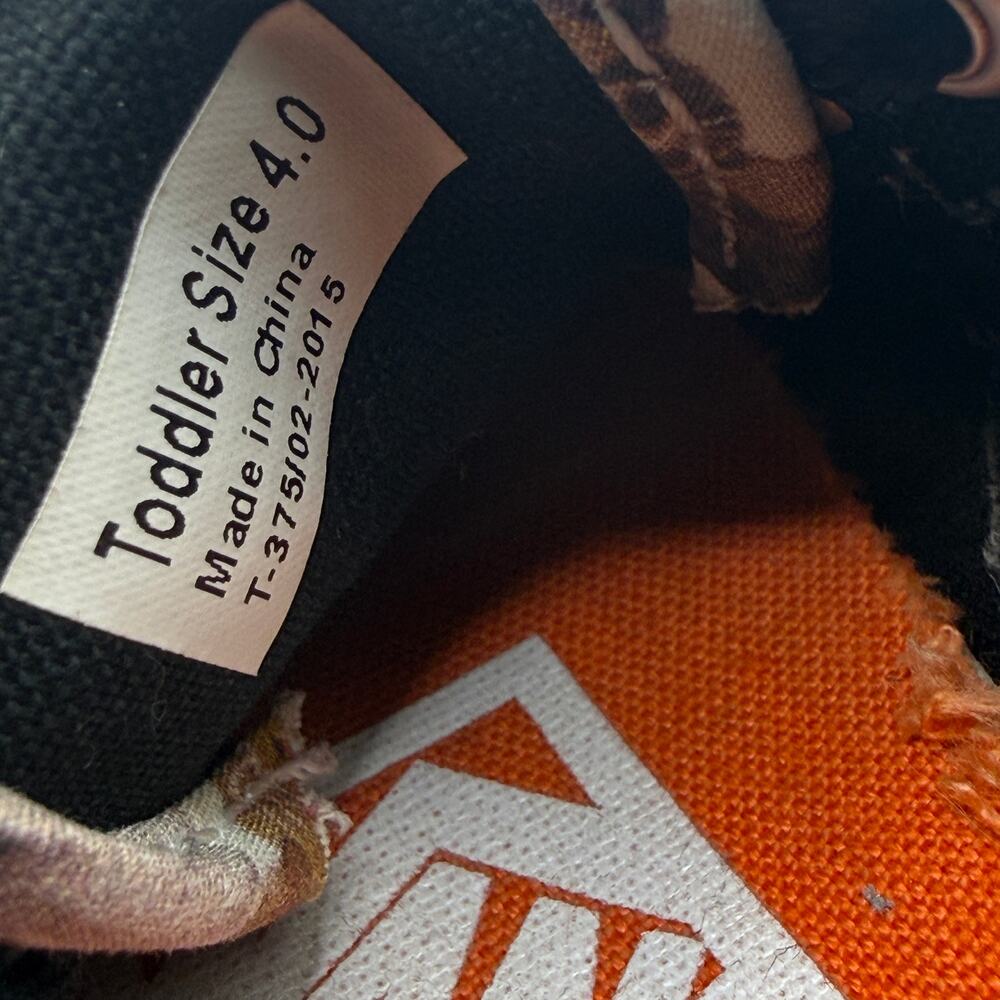 Toddler Size 4.0
Made in China
T-375/02-2015